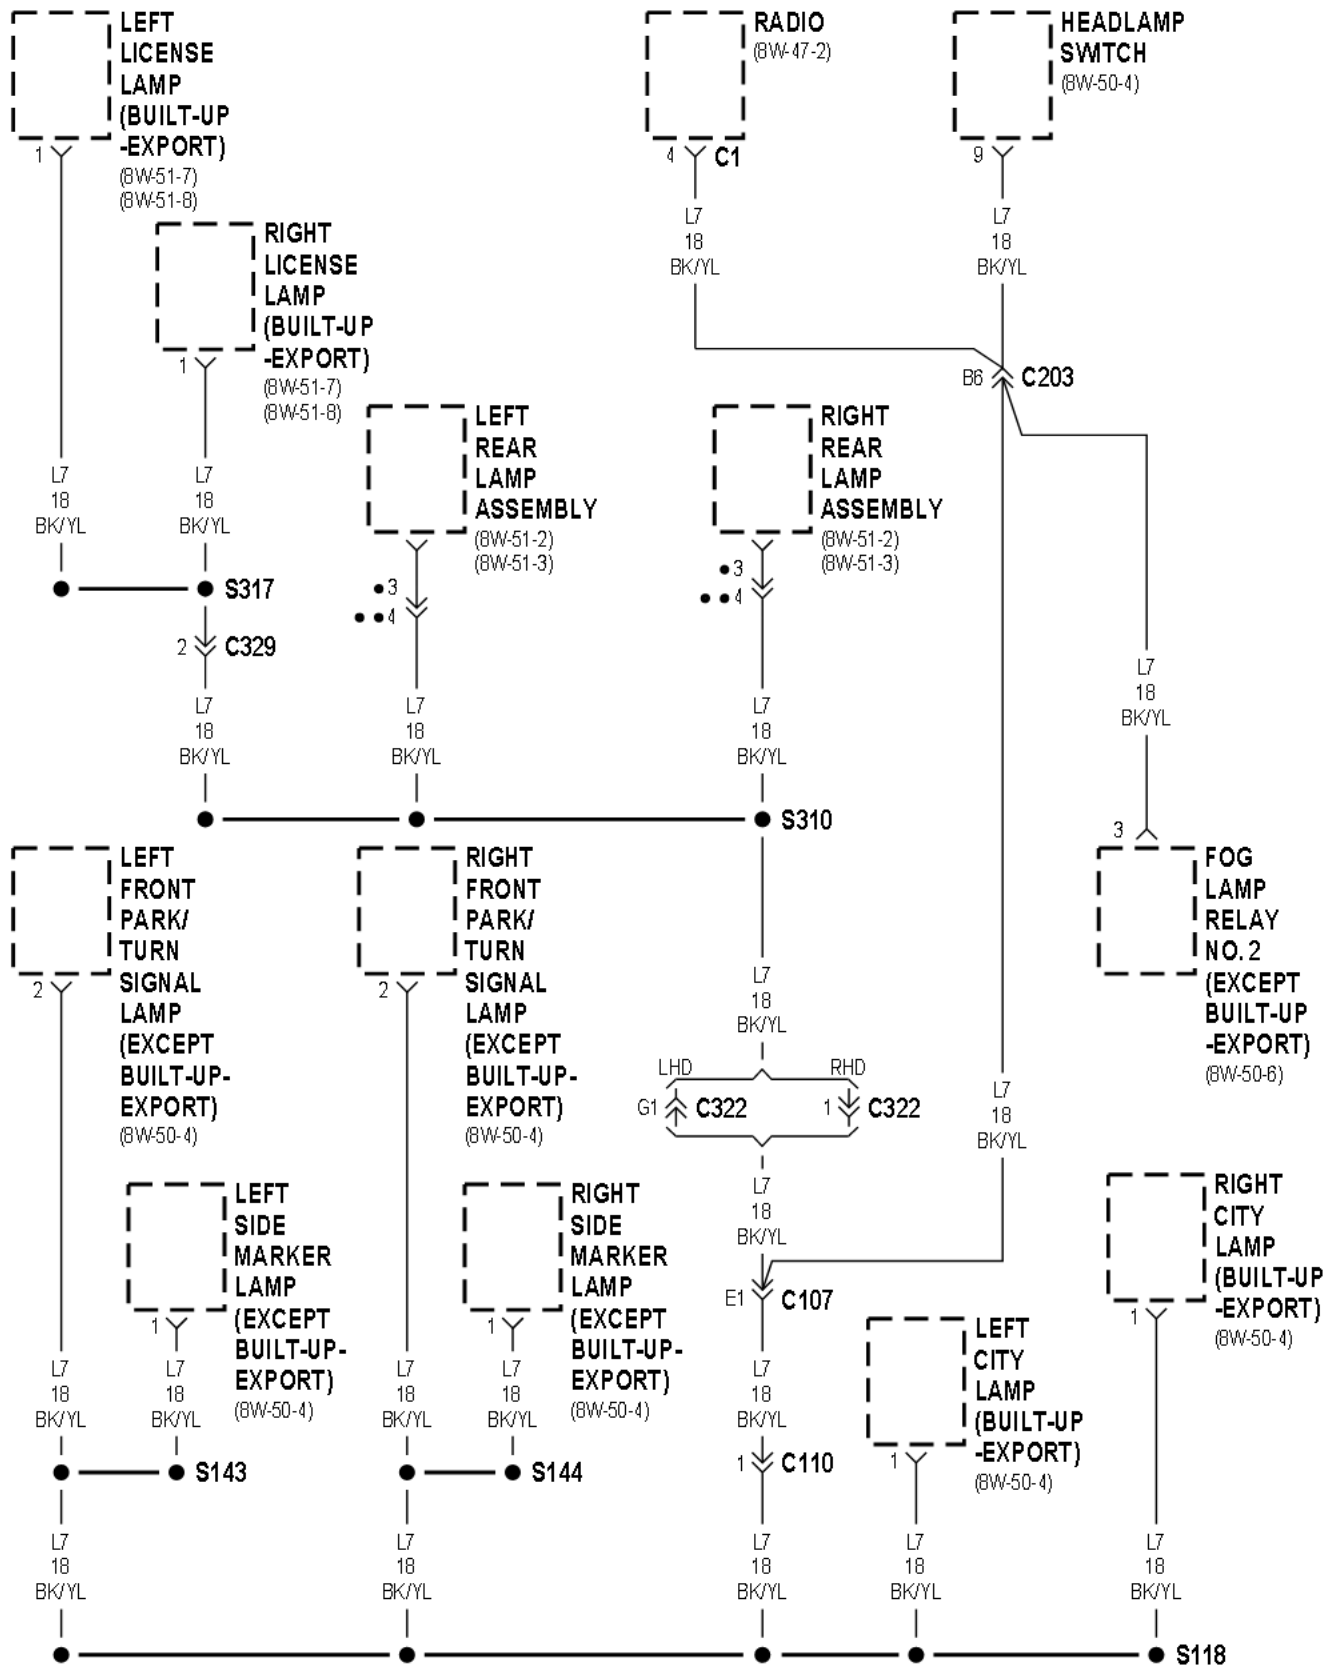 LEFT
LICENSE
LAMP
(BUILT-UP
-EXPORT)
(8W-51-7)
(8W-51-8)
1
RADIO
(8W-47-2)
4
C1
HEADLAMP
SWITCH
(8W-50-4)
9
L7
18
BK/YL
L7
18
BK/YL
RIGHT
LICENSE
LAMP
(BUILT-UP
-EXPORT)
(8W-51-7)
(8W-51-8)
1
B6
C203
LEFT
REAR
LAMP
ASSEMBLY
(8W-51-2)
(8W-51-3)
•3
••4
RIGHT
REAR
LAMP
ASSEMBLY
(8W-51-2)
(8W-51-3)
•3
••4
L7
18
BK/YL
L7
18
BK/YL
S317
2
C329
L7
18
BK/YL
L7
18
BK/YL
L7
18
BK/YL
L7
18
BK/YL
S310
3
FOG
LAMP
RELAY
NO. 2
(EXCEPT
BUILT-UP
-EXPORT)
(8W-50-6)
LEFT
FRONT
PARK/
TURN
SIGNAL
LAMP
(EXCEPT
BUILT-UP-
EXPORT)
(8W-50-4)
2
RIGHT
FRONT
PARK/
TURN
SIGNAL
LAMP
(EXCEPT
BUILT-UP-
EXPORT)
(8W-50-4)
2
L7
18
BK/YL
LHD
RHD
G1
C322
1
C322
L7
18
BK/YL
L7
18
BK/YL
E1
C107
LEFT
SIDE
MARKER
LAMP
(EXCEPT
BUILT-UP-
EXPORT)
(8W-50-4)
1
RIGHT
SIDE
MARKER
LAMP
(EXCEPT
BUILT-UP-
EXPORT)
(8W-50-4)
1
RIGHT
CITY
LAMP
(BUILT-UP
-EXPORT)
(8W-50-4)
1
LEFT
CITY
LAMP
(BUILT-UP
-EXPORT)
(8W-50-4)
1
L7
18
BK/YL
L7
18
BK/YL
L7
18
BK/YL
L7
18
BK/YL
L7
18
BK/YL
S143
S144
1
C110
L7
18
BK/YL
L7
18
BK/YL
L7
18
BK/YL
L7
18
BK/YL
L7
18
BK/YL
S118